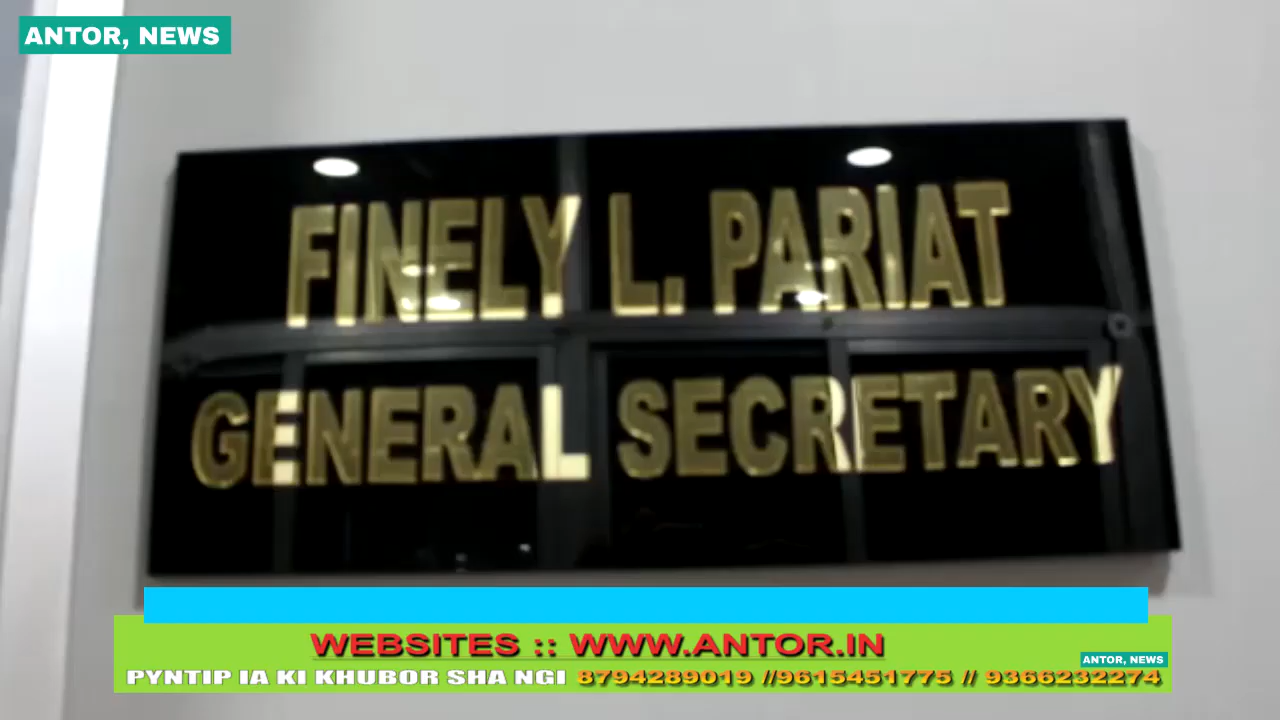 ANTOR, NEWS
FINELY L. PARIAT
GENERAL SECRETARY
WEBSITES :: WWW.ANTOR.IN
ANTOR, NEWS
PYNTIP IA KI KHUBOR SHA NGI 8794289019 //9615451775 // 9366232274